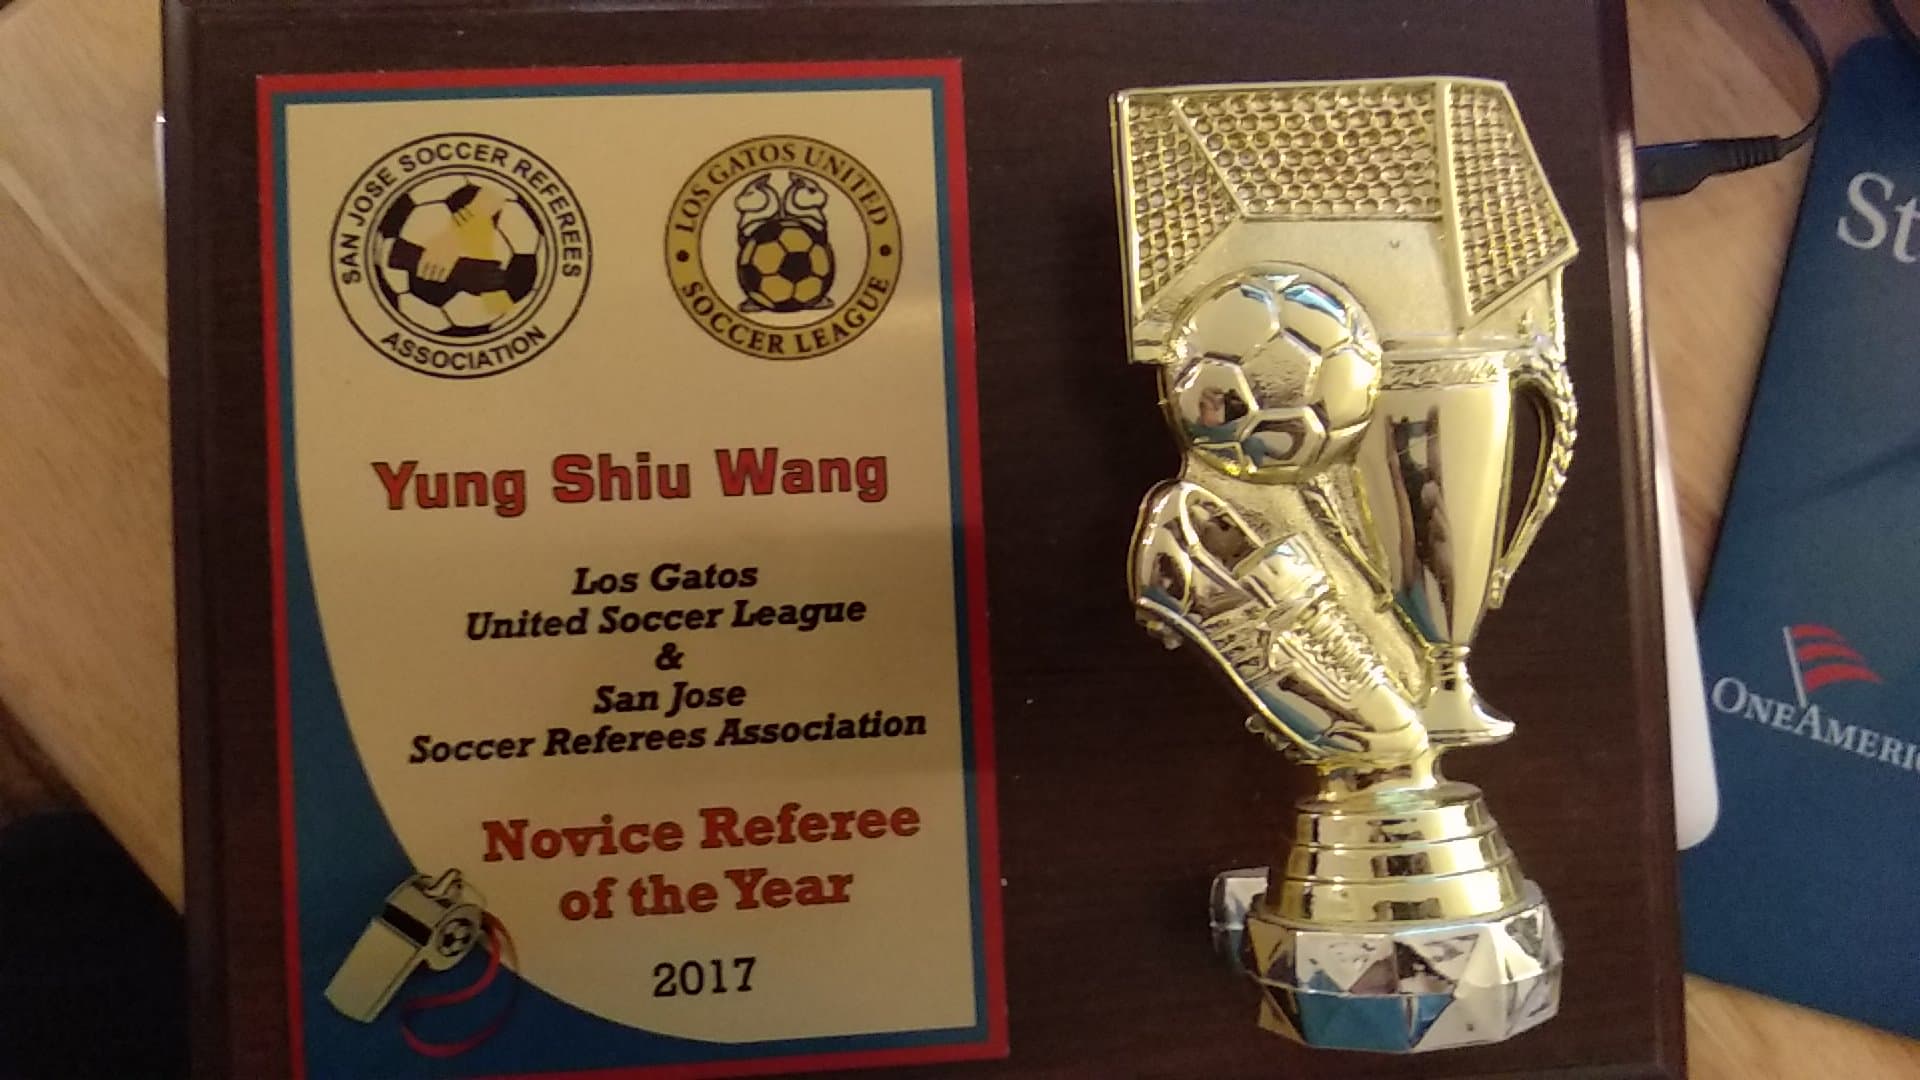 SAN JOSE SOCCER REFEREES
ASSOCIATION
LOS GATOS UNITED
SOCCER LEAGUE
Yung Shiu Wang
Los Gatos
United Soccer League
&
San Jose
Soccer Referees Association
Novice Referee
of the Year
2017
St
ONEAMERI